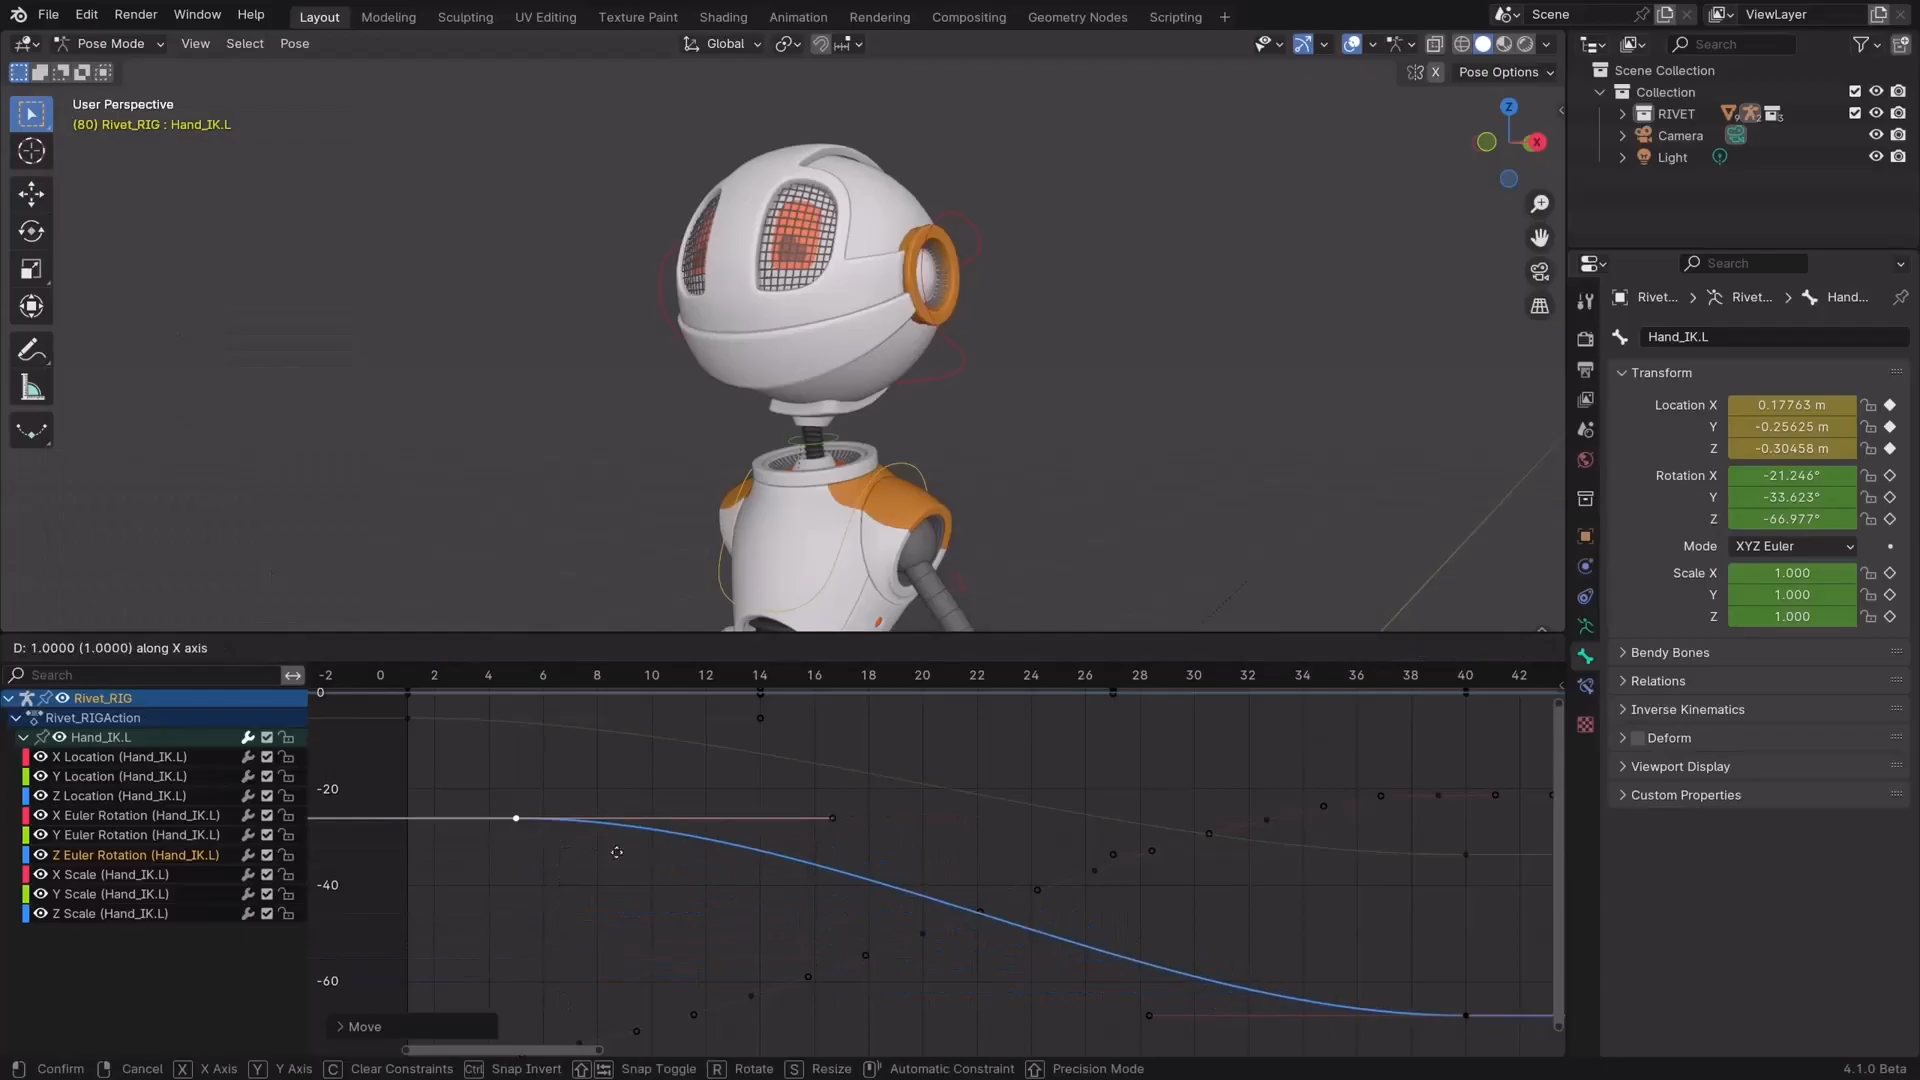 File Edit Render Window Help Layout Modeling Sculpting UV Editing Texture Paint Shading Animation Rendering Compositing Geometry Nodes Scripting + Scene ViewLayer
Pose Mode View Select Pose Global Search
X Pose Options
User Perspective
(80) Rivet_RIG : Hand_IK.L
Z
X
Scene Collection
Collection
RIVET
Camera
Light
Search
Rivet... Rivet... Hand...
Hand_IK.L
Transform
Location X 0.17763 m
Y -0.25625 m
Z -0.30458 m
Rotation X -21.246°
Y -33.623°
Z -66.977°
Mode XYZ Euler
Scale X 1.000
Y 1.000
Z 1.000
Bendy Bones
Relations
Inverse Kinematics
Deform
Viewport Display
Custom Properties
D: 1.0000 (1.0000) along X axis
Search -2 0 2 4 6 8 10 12 14 16 18 20 22 24 26 28 30 32 34 36 38 40 42
Rivet_RIG 0
Rivet_RIGAction
Hand_IK.L
X Location (Hand_IK.L)
Y Location (Hand_IK.L)
Z Location (Hand_IK.L)
X Euler Rotation (Hand_IK.L)
Y Euler Rotation (Hand_IK.L)
Z Euler Rotation (Hand_IK.L)
X Scale (Hand_IK.L)
Y Scale (Hand_IK.L)
Z Scale (Hand_IK.L)
-20
-40
-60
Move
Confirm Cancel X X Axis Y Y Axis C Clear Constraints Ctrl Snap Invert Snap Toggle R Rotate S Resize Automatic Constraint Precision Mode 4.1.0 Beta